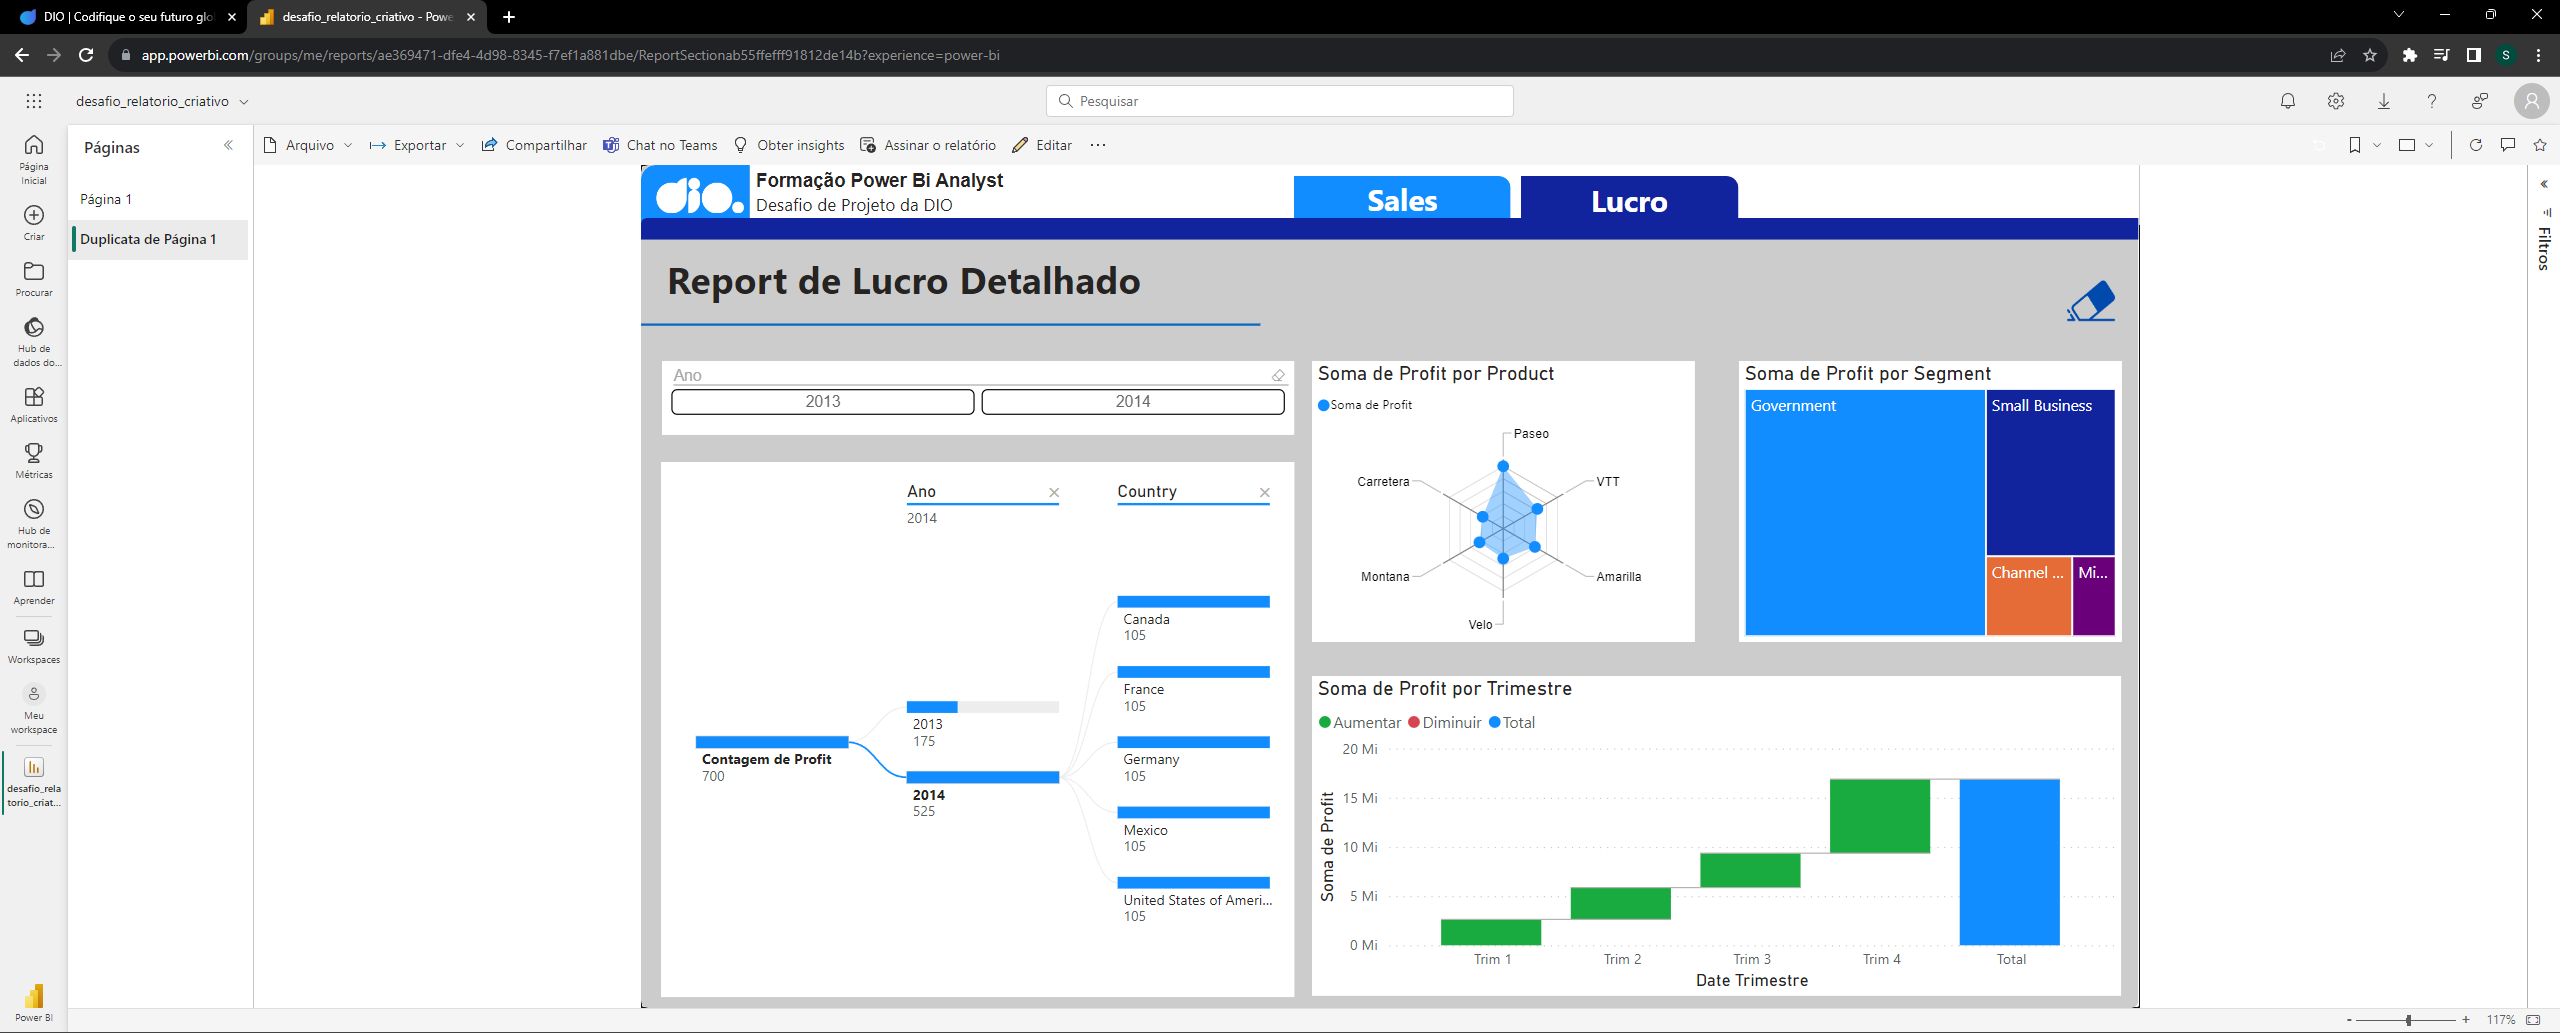 DIO | Codifique o seu futuro glo
desafio_relatorio_criativo - Powe
app.powerbi.com/groups/me/reports/ae369471-dfe4-4d98-8345-f7ef1a881dbe/ReportSectionab55ffefff91812de14b?experience=power-bi
S
desafio_relatorio_criativo
Pesquisar
Página Inicial
Criar
Procurar
Hub de dados do...
Aplicativos
Métricas
Hub de monitora...
Aprender
Workspaces
Meu workspace
desafio_rela
torio_criat...
Power BI
Páginas
Página 1
Duplicata de Página 1
Arquivo
Exportar
Compartilhar
Chat no Teams
Obter insights
Assinar o relatório
Editar
dio.
Formação Power Bi Analyst
Desafio de Projeto da DIO
Sales
Lucro
Report de Lucro Detalhado
Ano
2013
2014
Ano
2014
Country
Contagem de Profit
700
2013
175
2014
525
Canada
105
France
105
Germany
105
Mexico
105
United States of Ameri...
105
Soma de Profit por Product
Soma de Profit
Paseo
VTT
Amarilla
Velo
Montana
Carretera
Soma de Profit por Segment
Government
Small Business
Channel ...
Mi...
Soma de Profit por Trimestre
Aumentar
Diminuir
Total
Soma de Profit
20 Mi
15 Mi
10 Mi
5 Mi
0 Mi
Trim 1
Trim 2
Trim 3
Trim 4
Total
Date Trimestre
Filtros
- + 117%